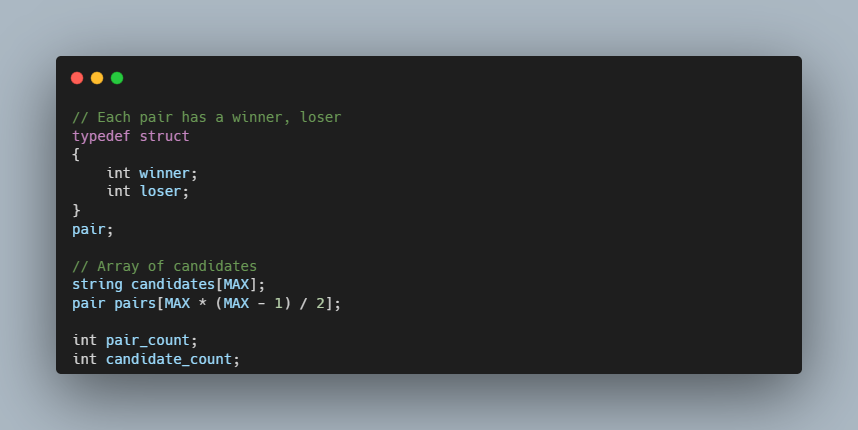 // Each pair has a winner, loser
typedef struct
{
    int winner;
    int loser;
}
pair;

// Array of candidates
string candidates[MAX];
pair pairs[MAX * (MAX - 1) / 2];

int pair_count;
int candidate_count;